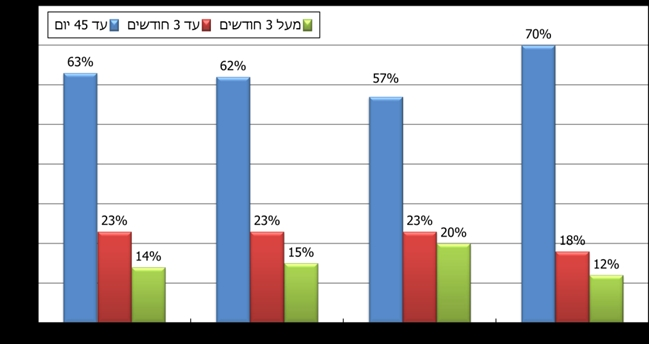 עד 45 יום עד 3 חודשים מעל 3 חודשים
63% 23% 14%
62% 23% 15%
57% 23% 20%
70% 18% 12%